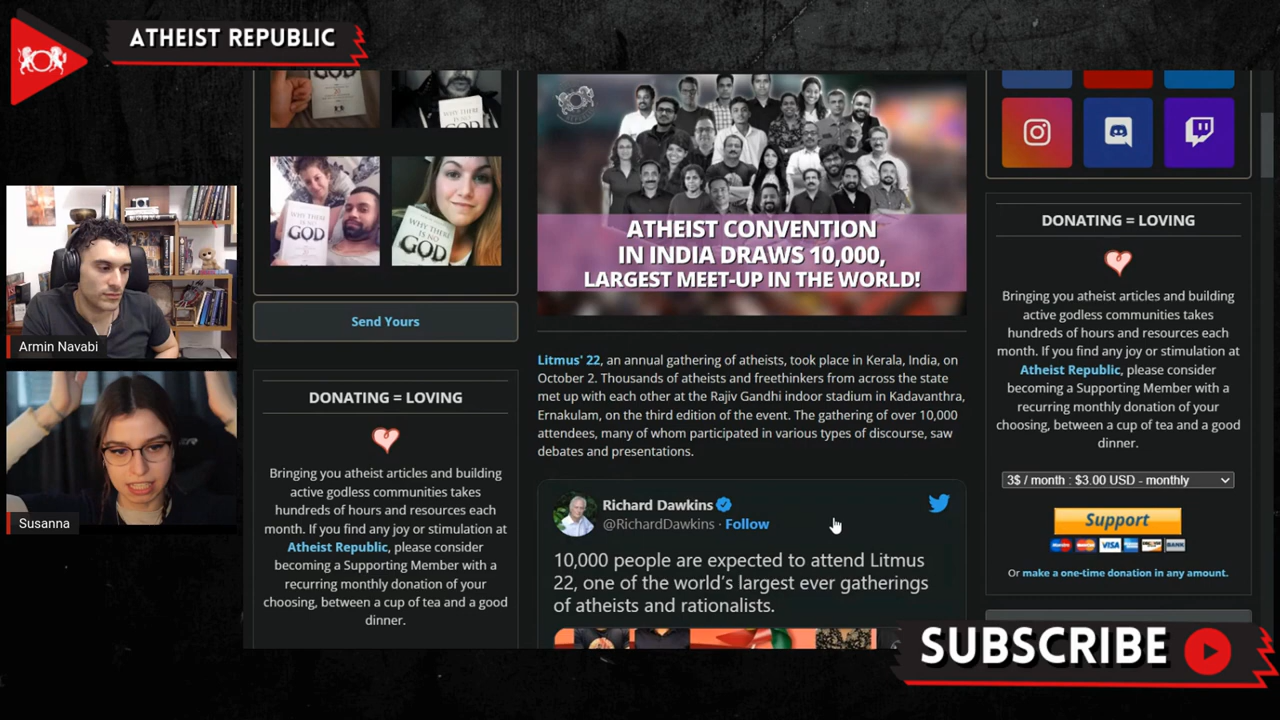 ATHEIST REPUBLIC
Armin Navabi
Susanna
WHY THERE
GOD
WHY THERE IS NO
GOD
WHY THERE
IS NO
GOD
Send Yours
DONATING = LOVING
Bringing you atheist articles and building
active godless communities takes
hundreds of hours and resources each
month. If you find any joy or stimulation at
Atheist Republic, please consider
becoming a Supporting Member with a
recurring monthly donation of your
choosing, between a cup of tea and a good
dinner.
ATHEIST CONVENTION
IN INDIA DRAWS 10,000,
LARGEST MEET-UP IN THE WORLD!
Litmus' 22, an annual gathering of atheists, took place in Kerala, India, on
October 2. Thousands of atheists and freethinkers from across the state
met up with each other at the Rajiv Gandhi indoor stadium in Kadavanthra,
Ernakulam, on the third edition of the event. The gathering of over 10,000
attendees, many of whom participated in various types of discourse, saw
debates and presentations.
Richard Dawkins
@RichardDawkins · Follow
10,000 people are expected to attend Litmus
22, one of the world's largest ever gatherings
of atheists and rationalists.
DONATING = LOVING
Bringing you atheist articles and building
active godless communities takes
hundreds of hours and resources each
month. If you find any joy or stimulation at
Atheist Republic, please consider
becoming a Supporting Member with a
recurring monthly donation of your
choosing, between a cup of tea and a good
dinner.
3$ / month : $3.00 USD - monthly
Support
VISA
BANK
Or make a one-time donation in any amount.
SUBSCRIBE